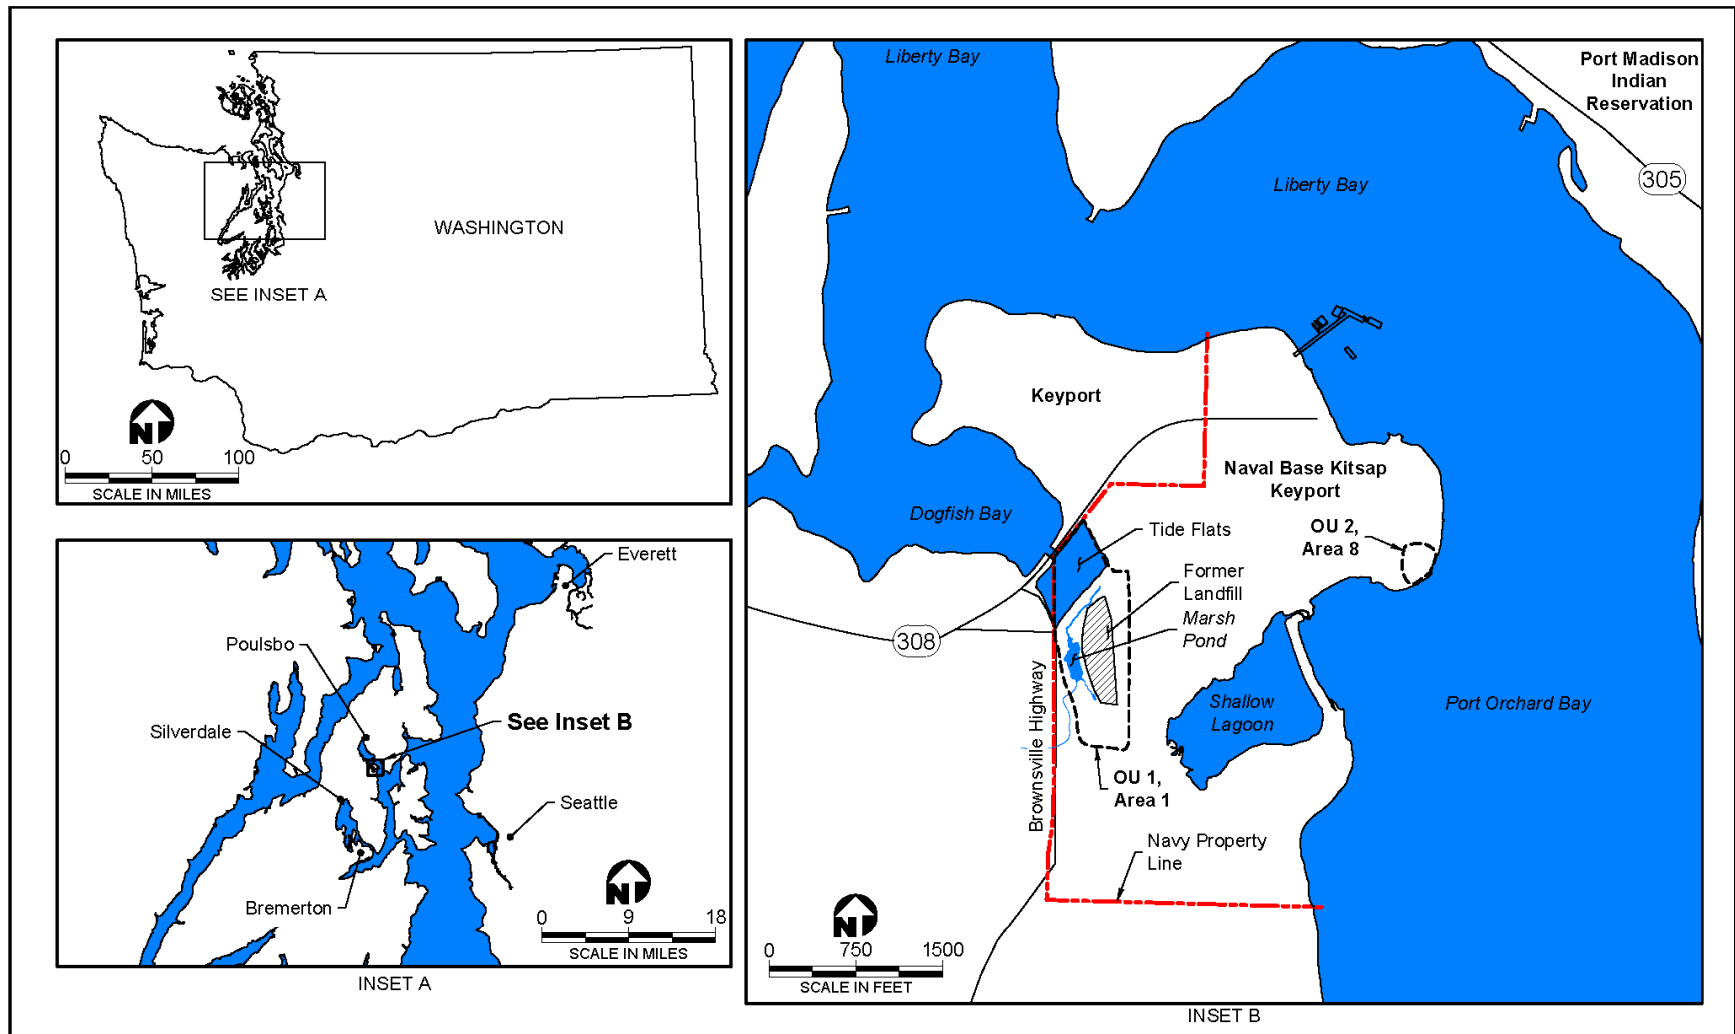 WASHINGTON
SEE INSET A
N
0 50 100
SCALE IN MILES
Everett
Poulsbo
Silverdale
See Inset B
Seattle
Bremerton
N
0 9 18
SCALE IN MILES
INSET A
Liberty Bay
Port Madison
Indian
Reservation
305
Liberty Bay
Keyport
Naval Base Kitsap
Keyport
Dogfish Bay
Tide Flats
OU 2,
Area 8
Former
Landfill
Marsh
Pond
308
Brownsville Highway
Shallow
Lagoon
Port Orchard Bay
OU 1,
Area 1
Navy Property
Line
N
0 750 1500
SCALE IN FEET
INSET B